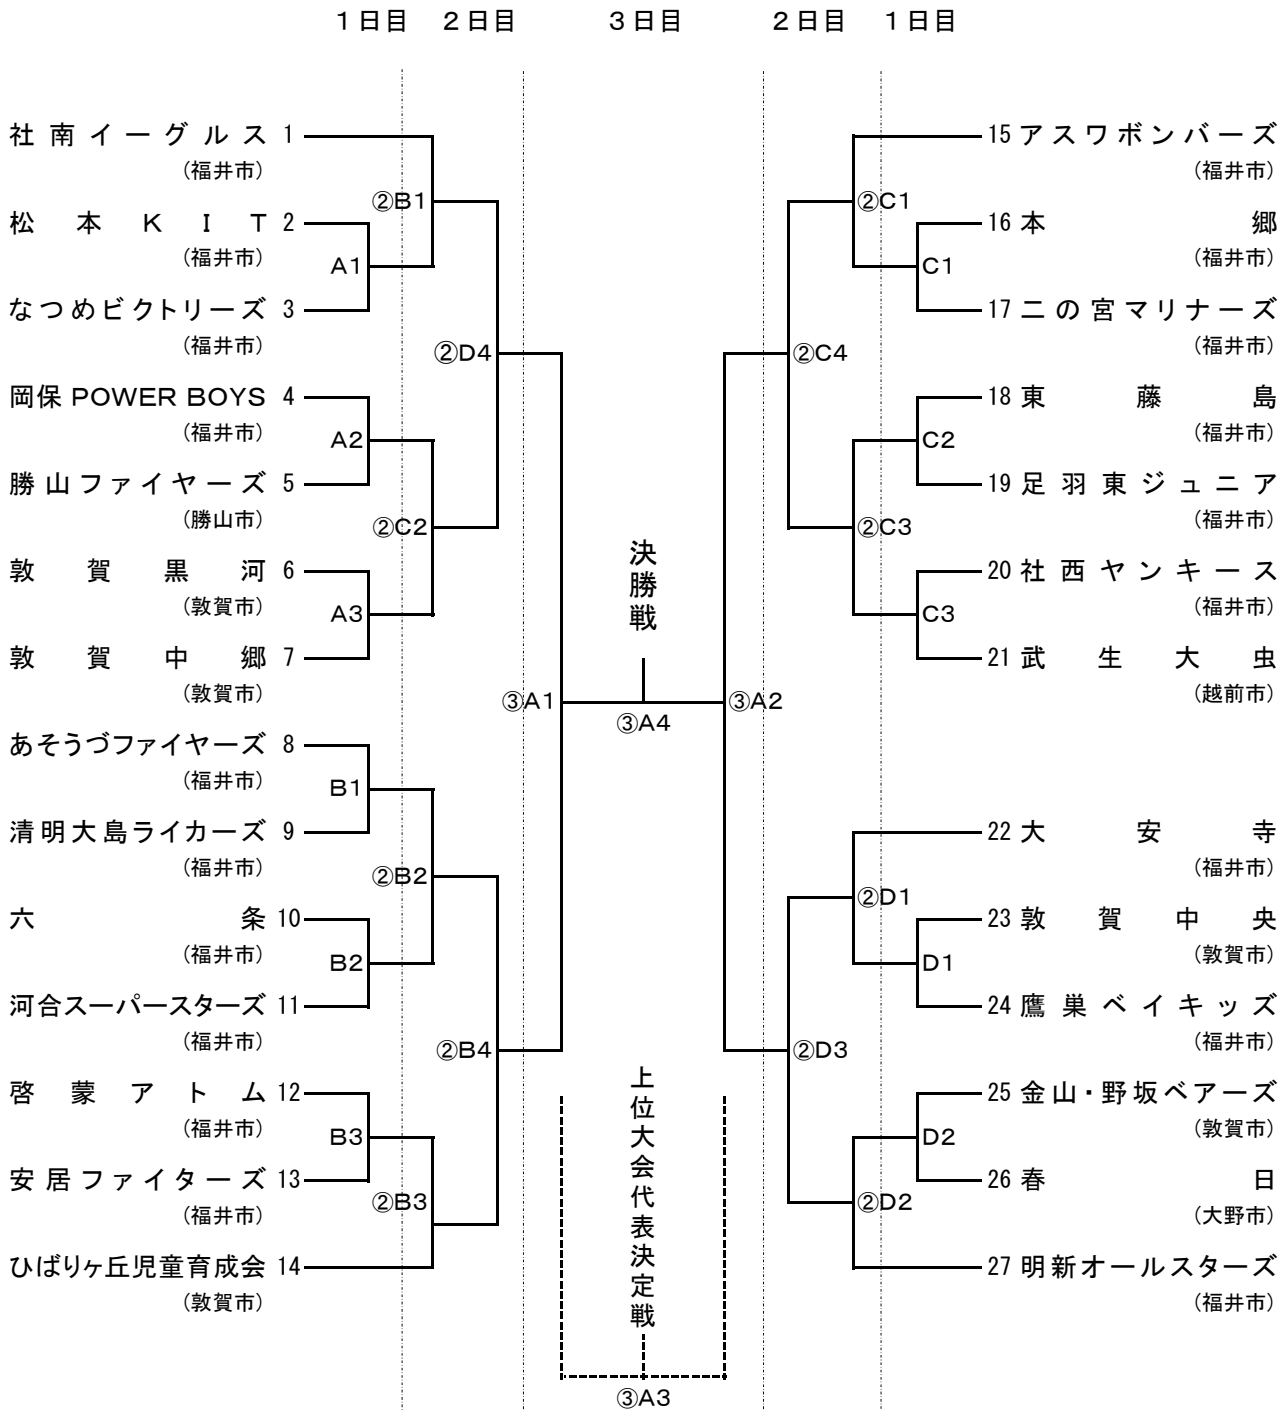 １日目 ２日目 ３日目 ２日目 １日目
社南イーグルス 1
（福井市）
松本ＫＩＴ 2
（福井市）
なつめビクトリーズ 3
（福井市）
岡保 POWER BOYS 4
（福井市）
勝山ファイヤーズ 5
（勝山市）
敦賀黒河 6
（敦賀市）
敦賀中郷 7
（敦賀市）
あそうづファイヤーズ 8
（福井市）
清明大島ライカーズ 9
（福井市）
六条 10
（福井市）
河合スーパースターズ 11
（福井市）
啓蒙アトム 12
（福井市）
安居ファイターズ 13
（福井市）
ひばりヶ丘児童育成会 14
（敦賀市）
A1
A2
A3
B1
B2
B3
②B1
②C2
②B2
②B3
②D4
②B4
③A1
決勝戦
③A4
上位大会代表決定戦
③A3
③A2
②C4
②D3
②C1
②C3
②D1
②D2
C1
C2
C3
D1
D2
15 アスワボンバーズ
（福井市）
16 本郷
（福井市）
17 二の宮マリナーズ
（福井市）
18 東藤島
（福井市）
19 足羽東ジュニア
（福井市）
20 社西ヤンキース
（福井市）
21 武生大虫
（越前市）
22 大安寺
（福井市）
23 敦賀中央
（敦賀市）
24 鷹巣ベイキッズ
（福井市）
25 金山・野坂ベアーズ
（敦賀市）
26 春日
（大野市）
27 明新オールスターズ
（福井市）